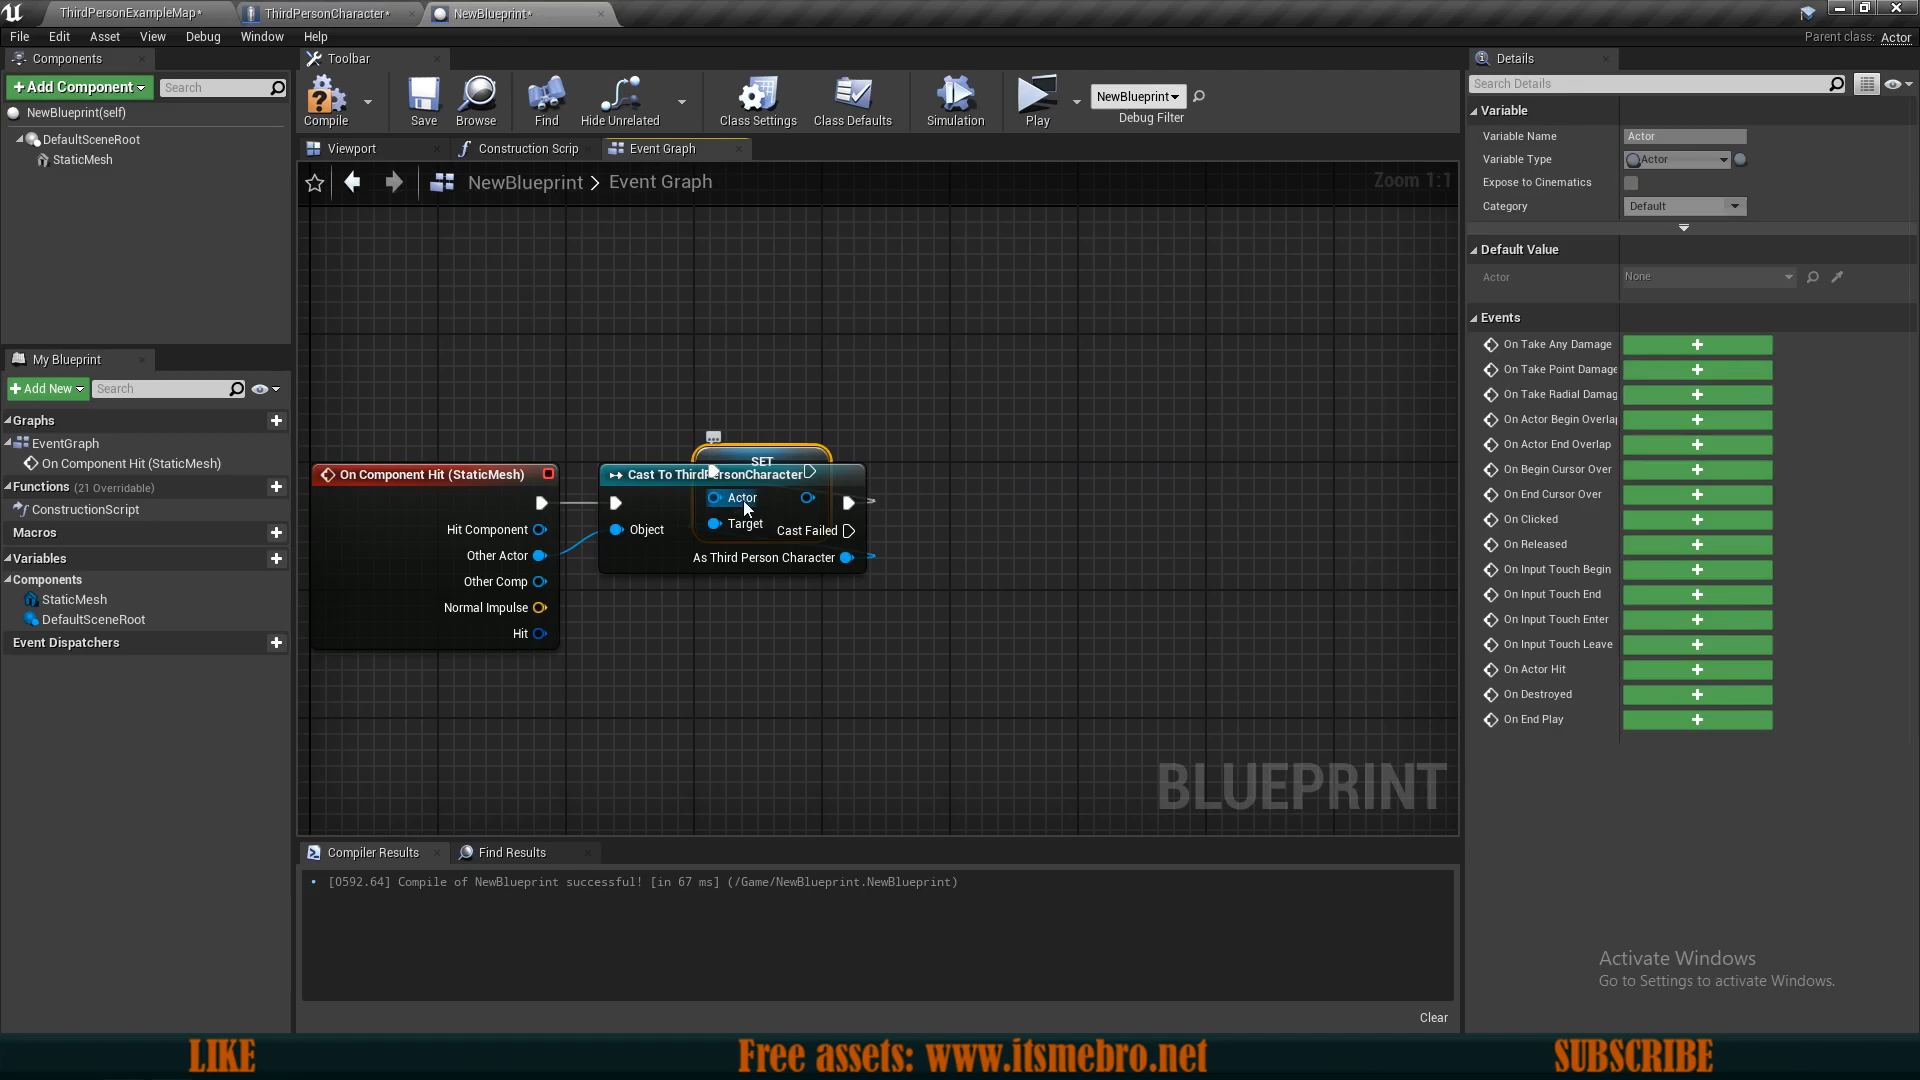 ThirdPersonExampleMap*
ThirdPersonCharacter*
NewBlueprint*
File Edit Asset View Debug Window Help
Parent class: Actor
Components
+Add Component
Search
NewBlueprint(self)
DefaultSceneRoot
StaticMesh
Toolbar
Compile
Save
Browse
Find
Hide Unrelated
Class Settings
Class Defaults
Simulation
Play
NewBlueprint
Debug Filter
Viewport
Construction Scrip
Event Graph
NewBlueprint > Event Graph
Zoom 1:1
On Component Hit (StaticMesh)
Hit Component
Other Actor
Other Comp
Normal Impulse
Hit
Cast To ThirdPersonCharacter
Object
Cast Failed
As Third Person Character
SET
Actor
Target
BLUEPRINT
My Blueprint
+Add New
Search
Graphs
EventGraph
On Component Hit (StaticMesh)
Functions (21 Overridable)
ConstructionScript
Macros
Variables
Components
StaticMesh
DefaultSceneRoot
Event Dispatchers
Compiler Results
Find Results
[0592.64] Compile of NewBlueprint successful! [in 67 ms] (/Game/NewBlueprint.NewBlueprint)
Clear
Details
Search Details
Variable
Variable Name Actor
Variable Type Actor
Expose to Cinematics
Category Default
Default Value
Actor None
Events
On Take Any Damage
On Take Point Damage
On Take Radial Damag
On Actor Begin Overlap
On Actor End Overlap
On Begin Cursor Over
On End Cursor Over
On Clicked
On Released
On Input Touch Begin
On Input Touch End
On Input Touch Enter
On Input Touch Leave
On Actor Hit
On Destroyed
On End Play
Activate Windows
Go to Settings to activate Windows.
LIKE
Free assets: www.itsmebro.net
SUBSCRIBE